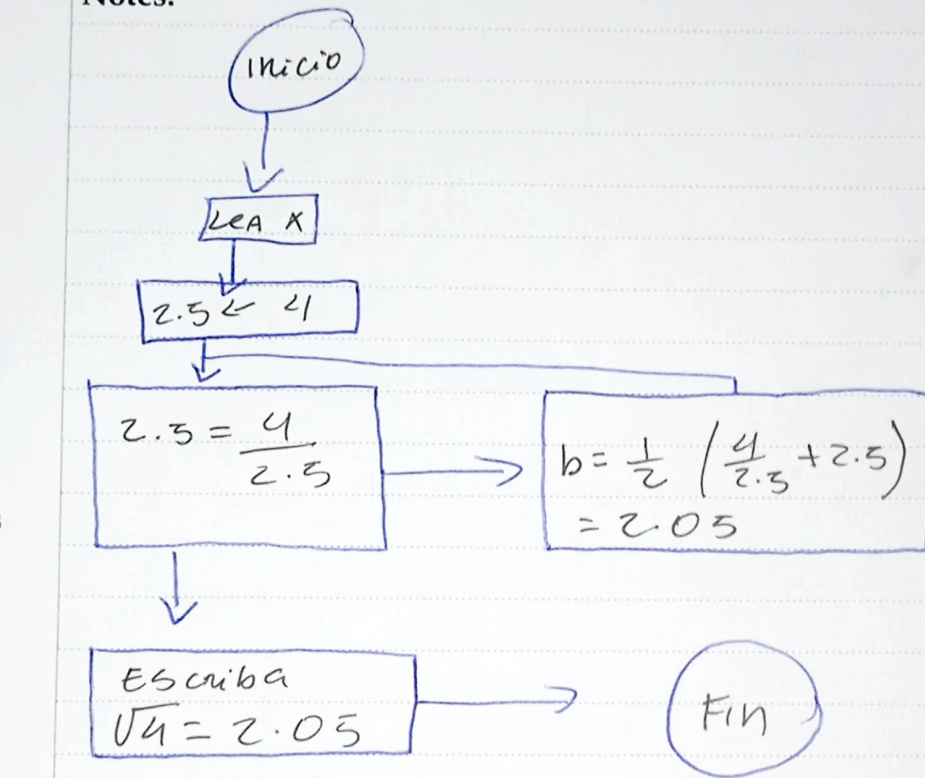 Notes:
Inicio
Lea X
2.5 ← 4
2.5 = 4/2.5
b = 1/2 (4/2.5 + 2.5)
= 2.05
Escriba
√4 = 2.05
Fin